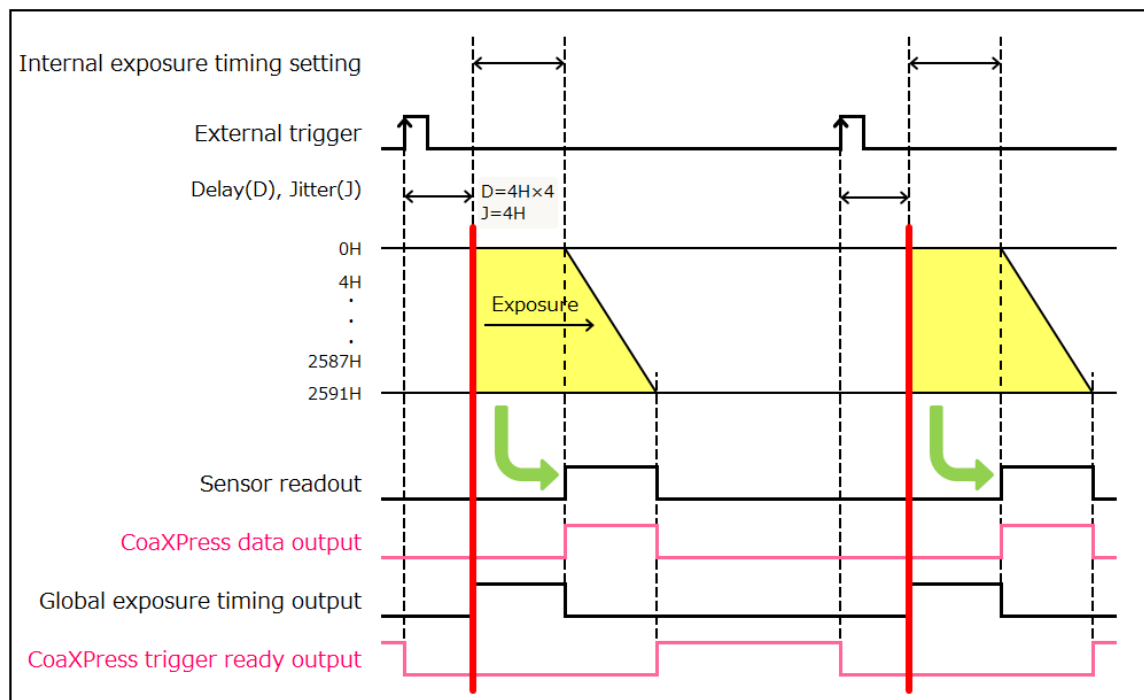 Internal exposure timing setting
External trigger
Delay(D), Jitter(J)
D=4H×4
J=4H
0H
4H
·
·
·
2587H
2591H
Exposure
Sensor readout
CoaXPress data output
Global exposure timing output
CoaXPress trigger ready output